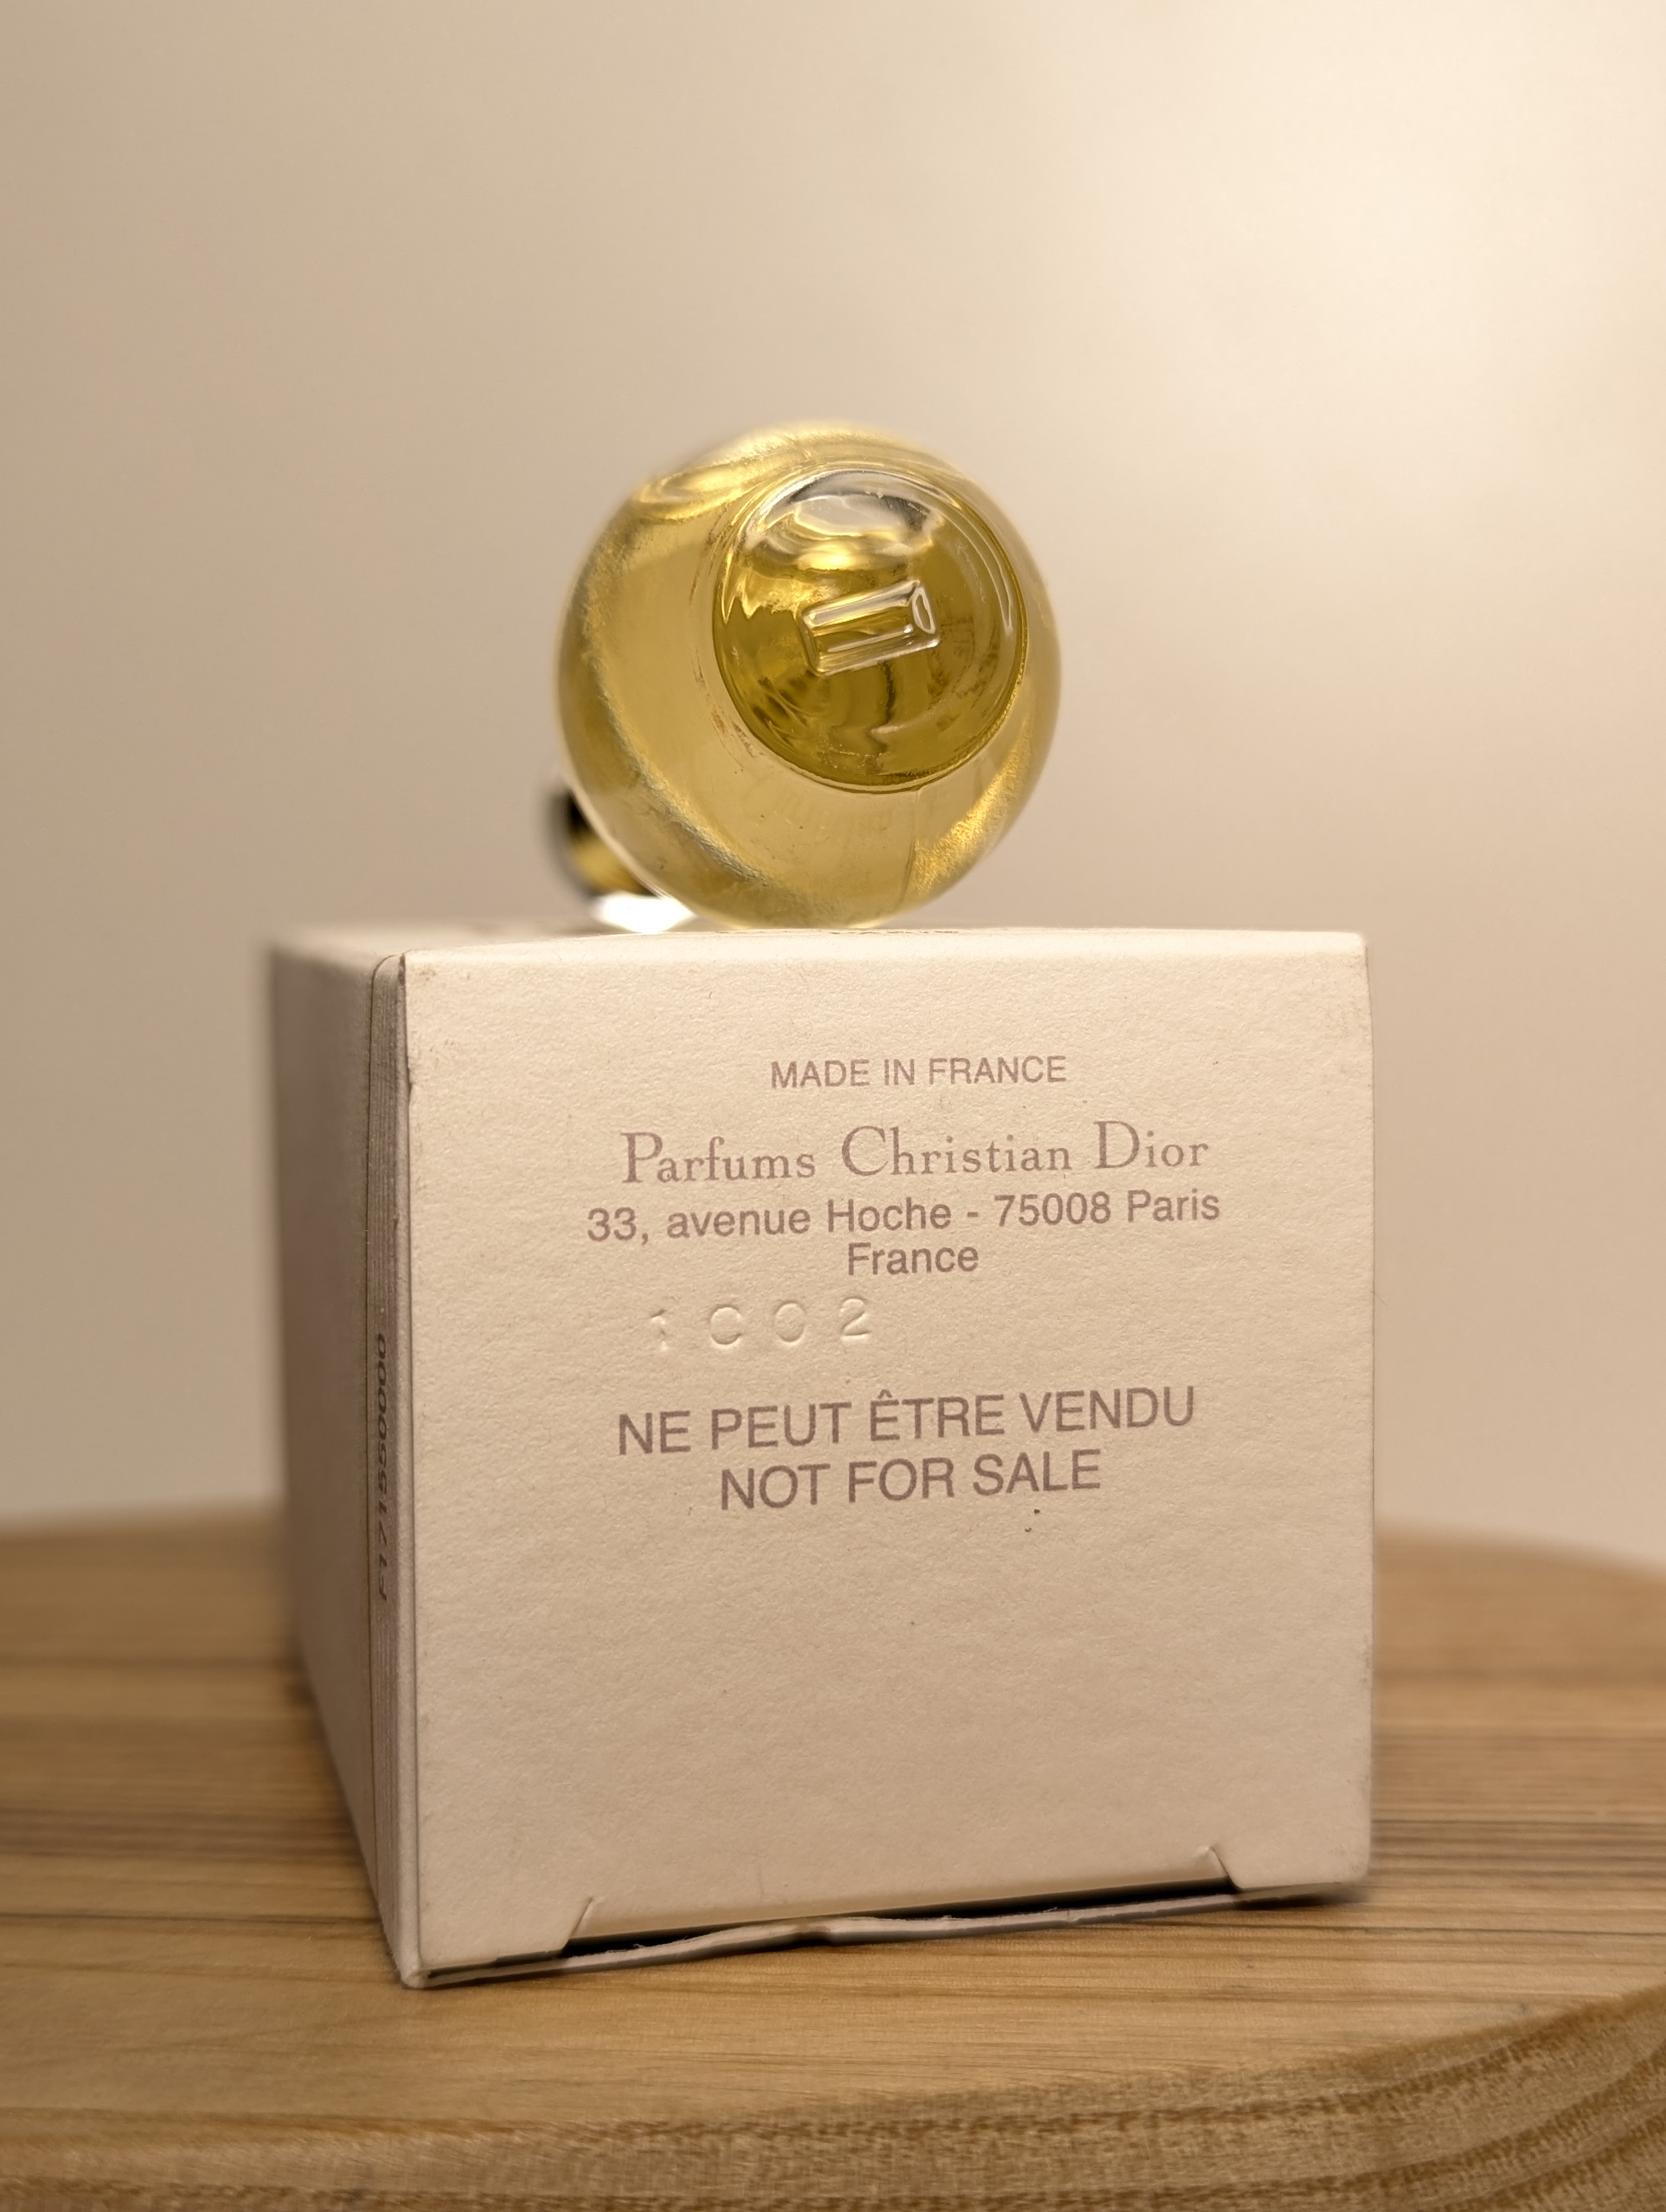 MADE IN FRANCE
Parfums Christian Dior
33, avenue Hoche - 75008 Paris
France
1002
NE PEUT ÊTRE VENDU
NOT FOR SALE
F171550000